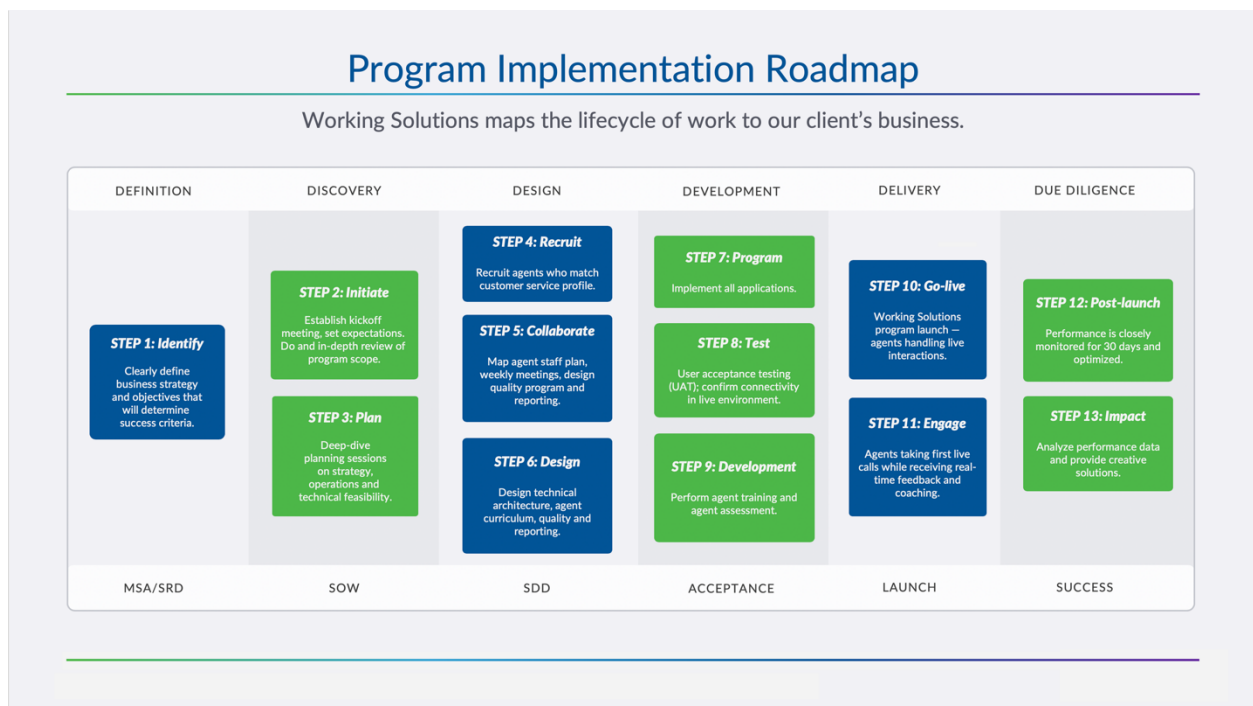 Program Implementation Roadmap
Working Solutions maps the lifecycle of work to our client's business.
DEFINITION
DISCOVERY
DESIGN
DEVELOPMENT
DELIVERY
DUE DILIGENCE
STEP 1: Identify
Clearly define
business strategy
and objectives that
will determine
success criteria.
STEP 2: Initiate
Establish kickoff
meeting, set expectations.
Do and in-depth review of
program scope.
STEP 3: Plan
Deep-dive
planning sessions
on strategy,
operations and
technical feasibility.
STEP 4: Recruit
Recruit agents who match
customer service profile.
STEP 5: Collaborate
Map agent staff plan,
weekly meetings, design
quality program and
reporting.
STEP 6: Design
Design technical
architecture, agent
curriculum, quality and
reporting.
STEP 7: Program
Implement all applications.
STEP 8: Test
User acceptance testing
(UAT); confirm connectivity
in live environment.
STEP 9: Development
Perform agent training and
agent assessment.
STEP 10: Go-live
Working Solutions
program launch —
agents handling live
interactions.
STEP 11: Engage
Agents taking first live
calls while receiving real-
time feedback and
coaching.
STEP 12: Post-launch
Performance is closely
monitored for 30 days and
optimized.
STEP 13: Impact
Analyze performance data
and provide creative
solutions.
MSA/SRD
SOW
SDD
ACCEPTANCE
LAUNCH
SUCCESS